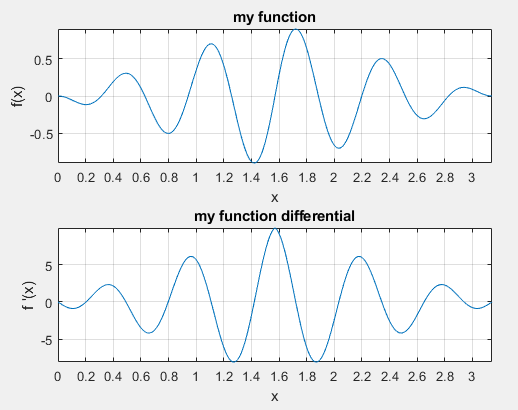 my function
0.5
0
-0.5
f(x)
0 0.2 0.4 0.6 0.8 1 1.2 1.4 1.6 1.8 2 2.2 2.4 2.6 2.8 3
x
my function differential
5
0
-5
f '(x)
0 0.2 0.4 0.6 0.8 1 1.2 1.4 1.6 1.8 2 2.2 2.4 2.6 2.8 3
x